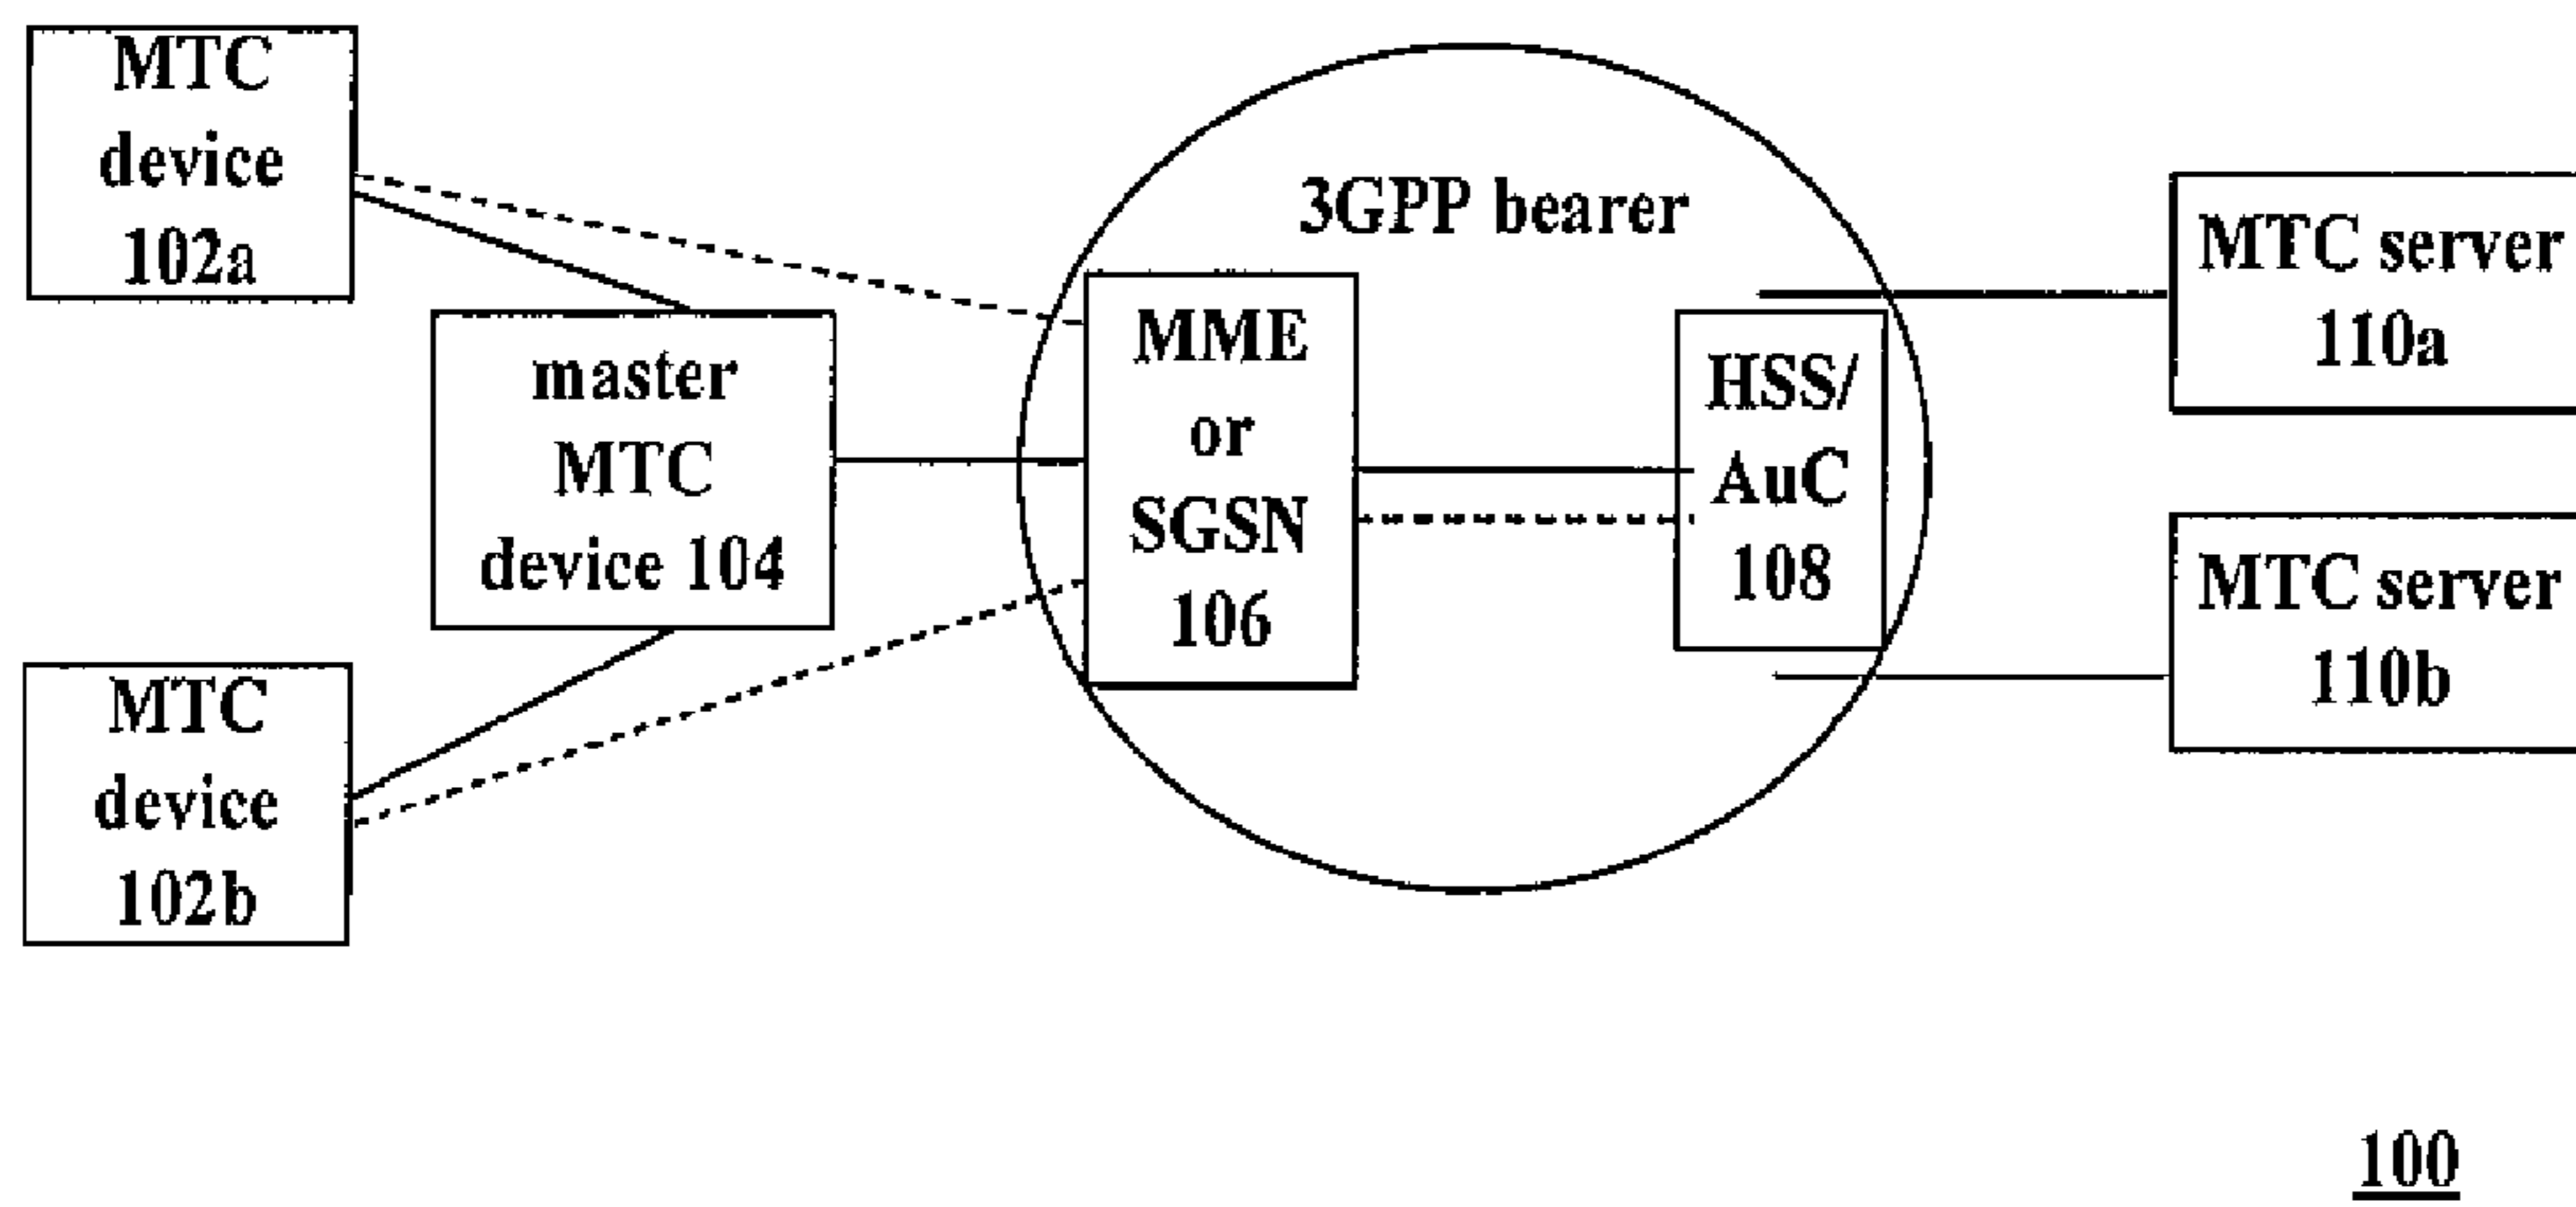 MTC
device
102a
master
MTC
device 104
MTC
device
102b
3GPP bearer
MME
or
SGSN
106
HSS/
AuC
108
MTC server
110a
MTC server
110b
100